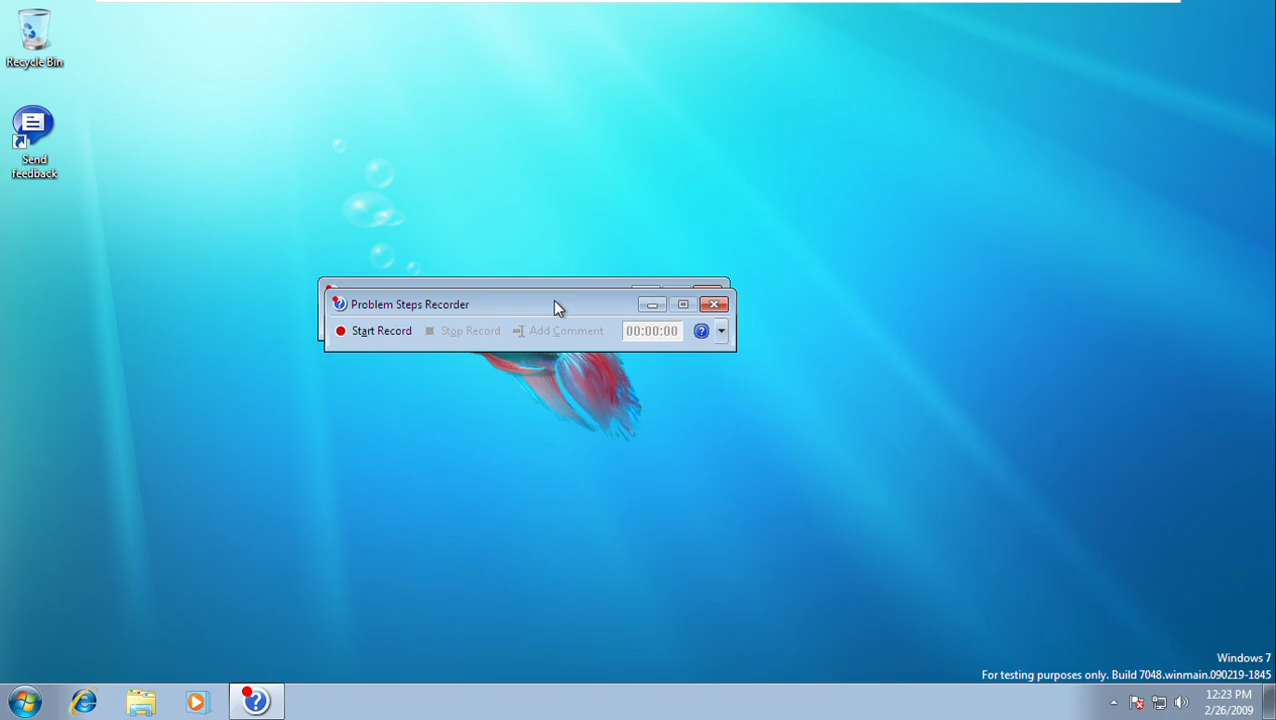 Recycle Bin
Send
feedback
Problem Steps Recorder
Start Record Stop Record Add Comment 00:00:00
Windows 7
For testing purposes only. Build 7048.winmain.090219-1845
12:23 PM
2/26/2009